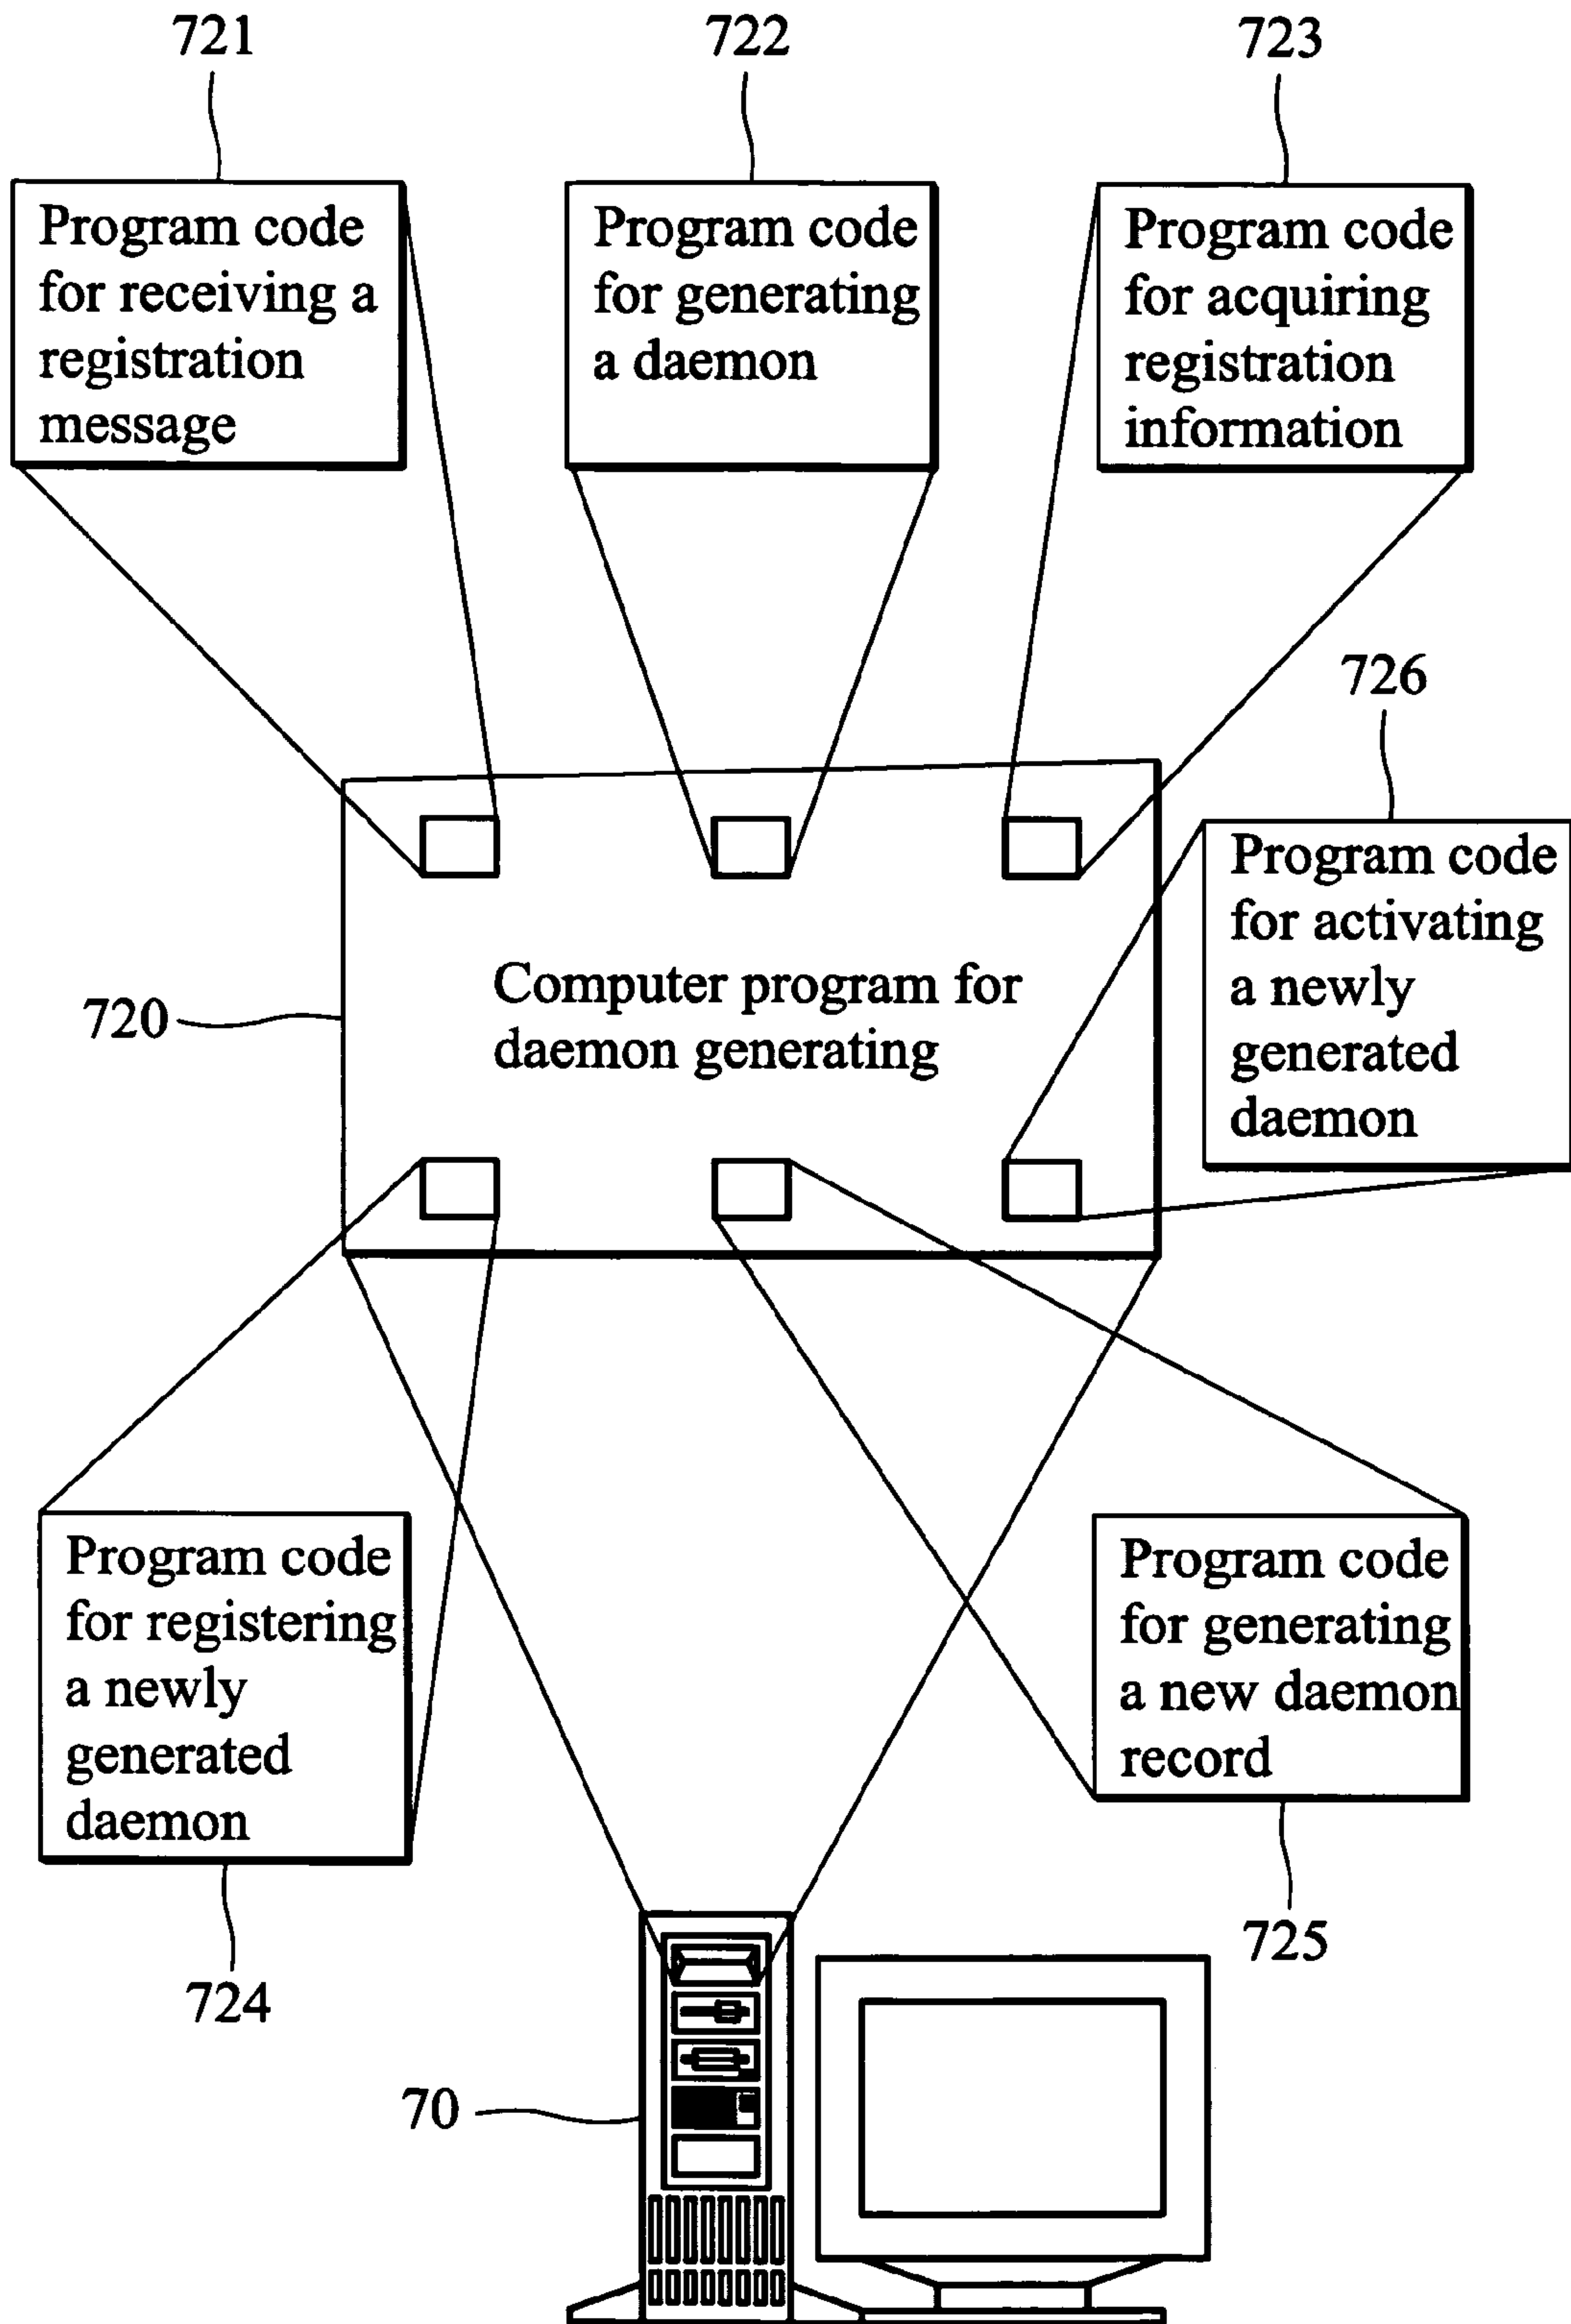 721
722
723
Program code
for receiving a
registration
message
Program code
for generating
a daemon
Program code
for acquiring
registration
information
726
Program code
for activating
a newly
generated
daemon
720
Computer program for
daemon generating
Program code
for registering
a newly
generated
daemon
724
Program code
for generating
a new daemon
record
725
70